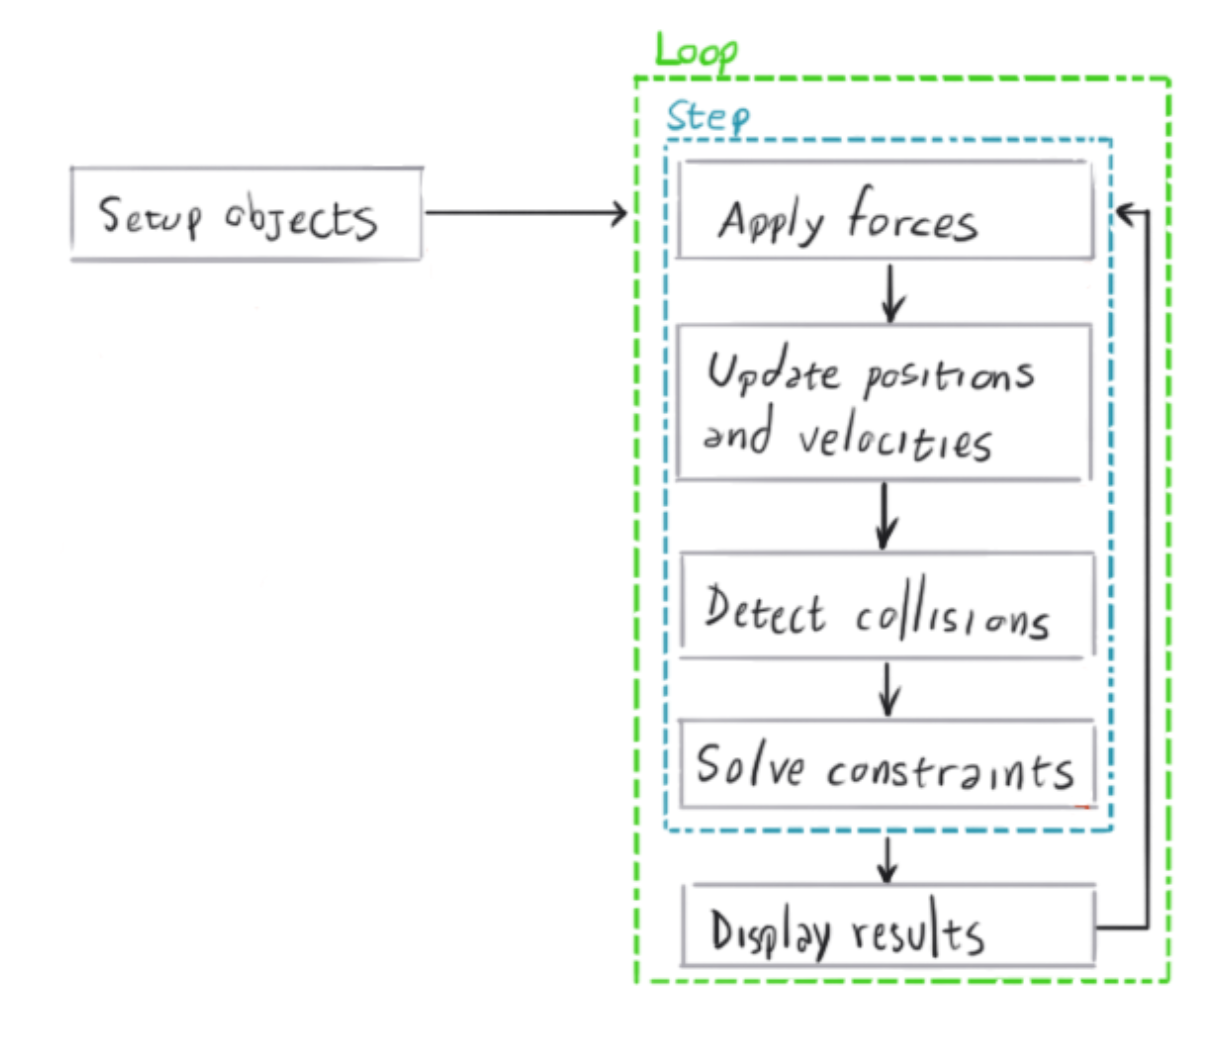 Loop
Step
Setup objects
Apply forces
Update positions
and velocities
Detect collisions
Solve constraints
Display results